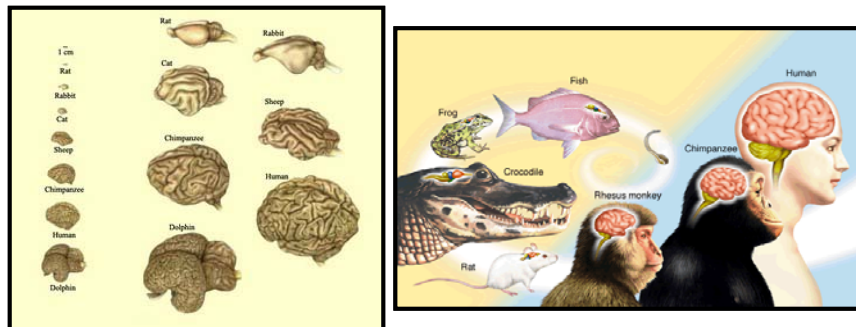 1 cm
Rat
Rabbit
Cat
Sheep
Chimpanzee
Human
Dolphin
Rat
Rabbit
Cat
Sheep
Chimpanzee
Human
Dolphin
Human
Fish
Frog
Chimpanzee
Crocodile
Rhesus monkey
Rat